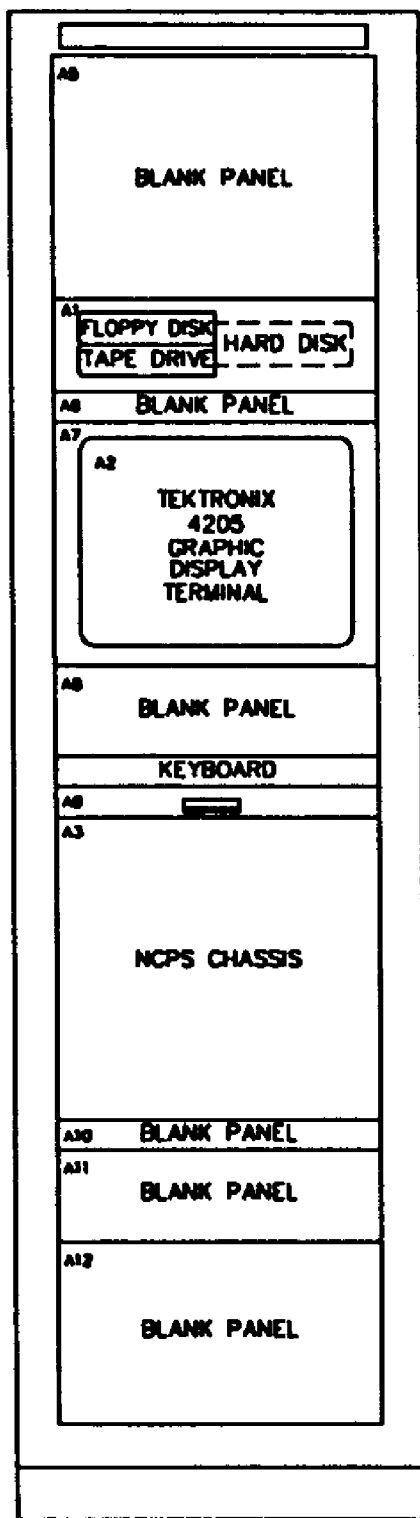 A5
BLANK PANEL
A1
FLOPPY DISK
HARD DISK
TAPE DRIVE
A6 BLANK PANEL
A7
A2
TEKTRONIX
4205
GRAPHIC
DISPLAY
TERMINAL
A8
BLANK PANEL
KEYBOARD
A9
A3
NCPS CHASSIS
A10 BLANK PANEL
A11
BLANK PANEL
A12
BLANK PANEL